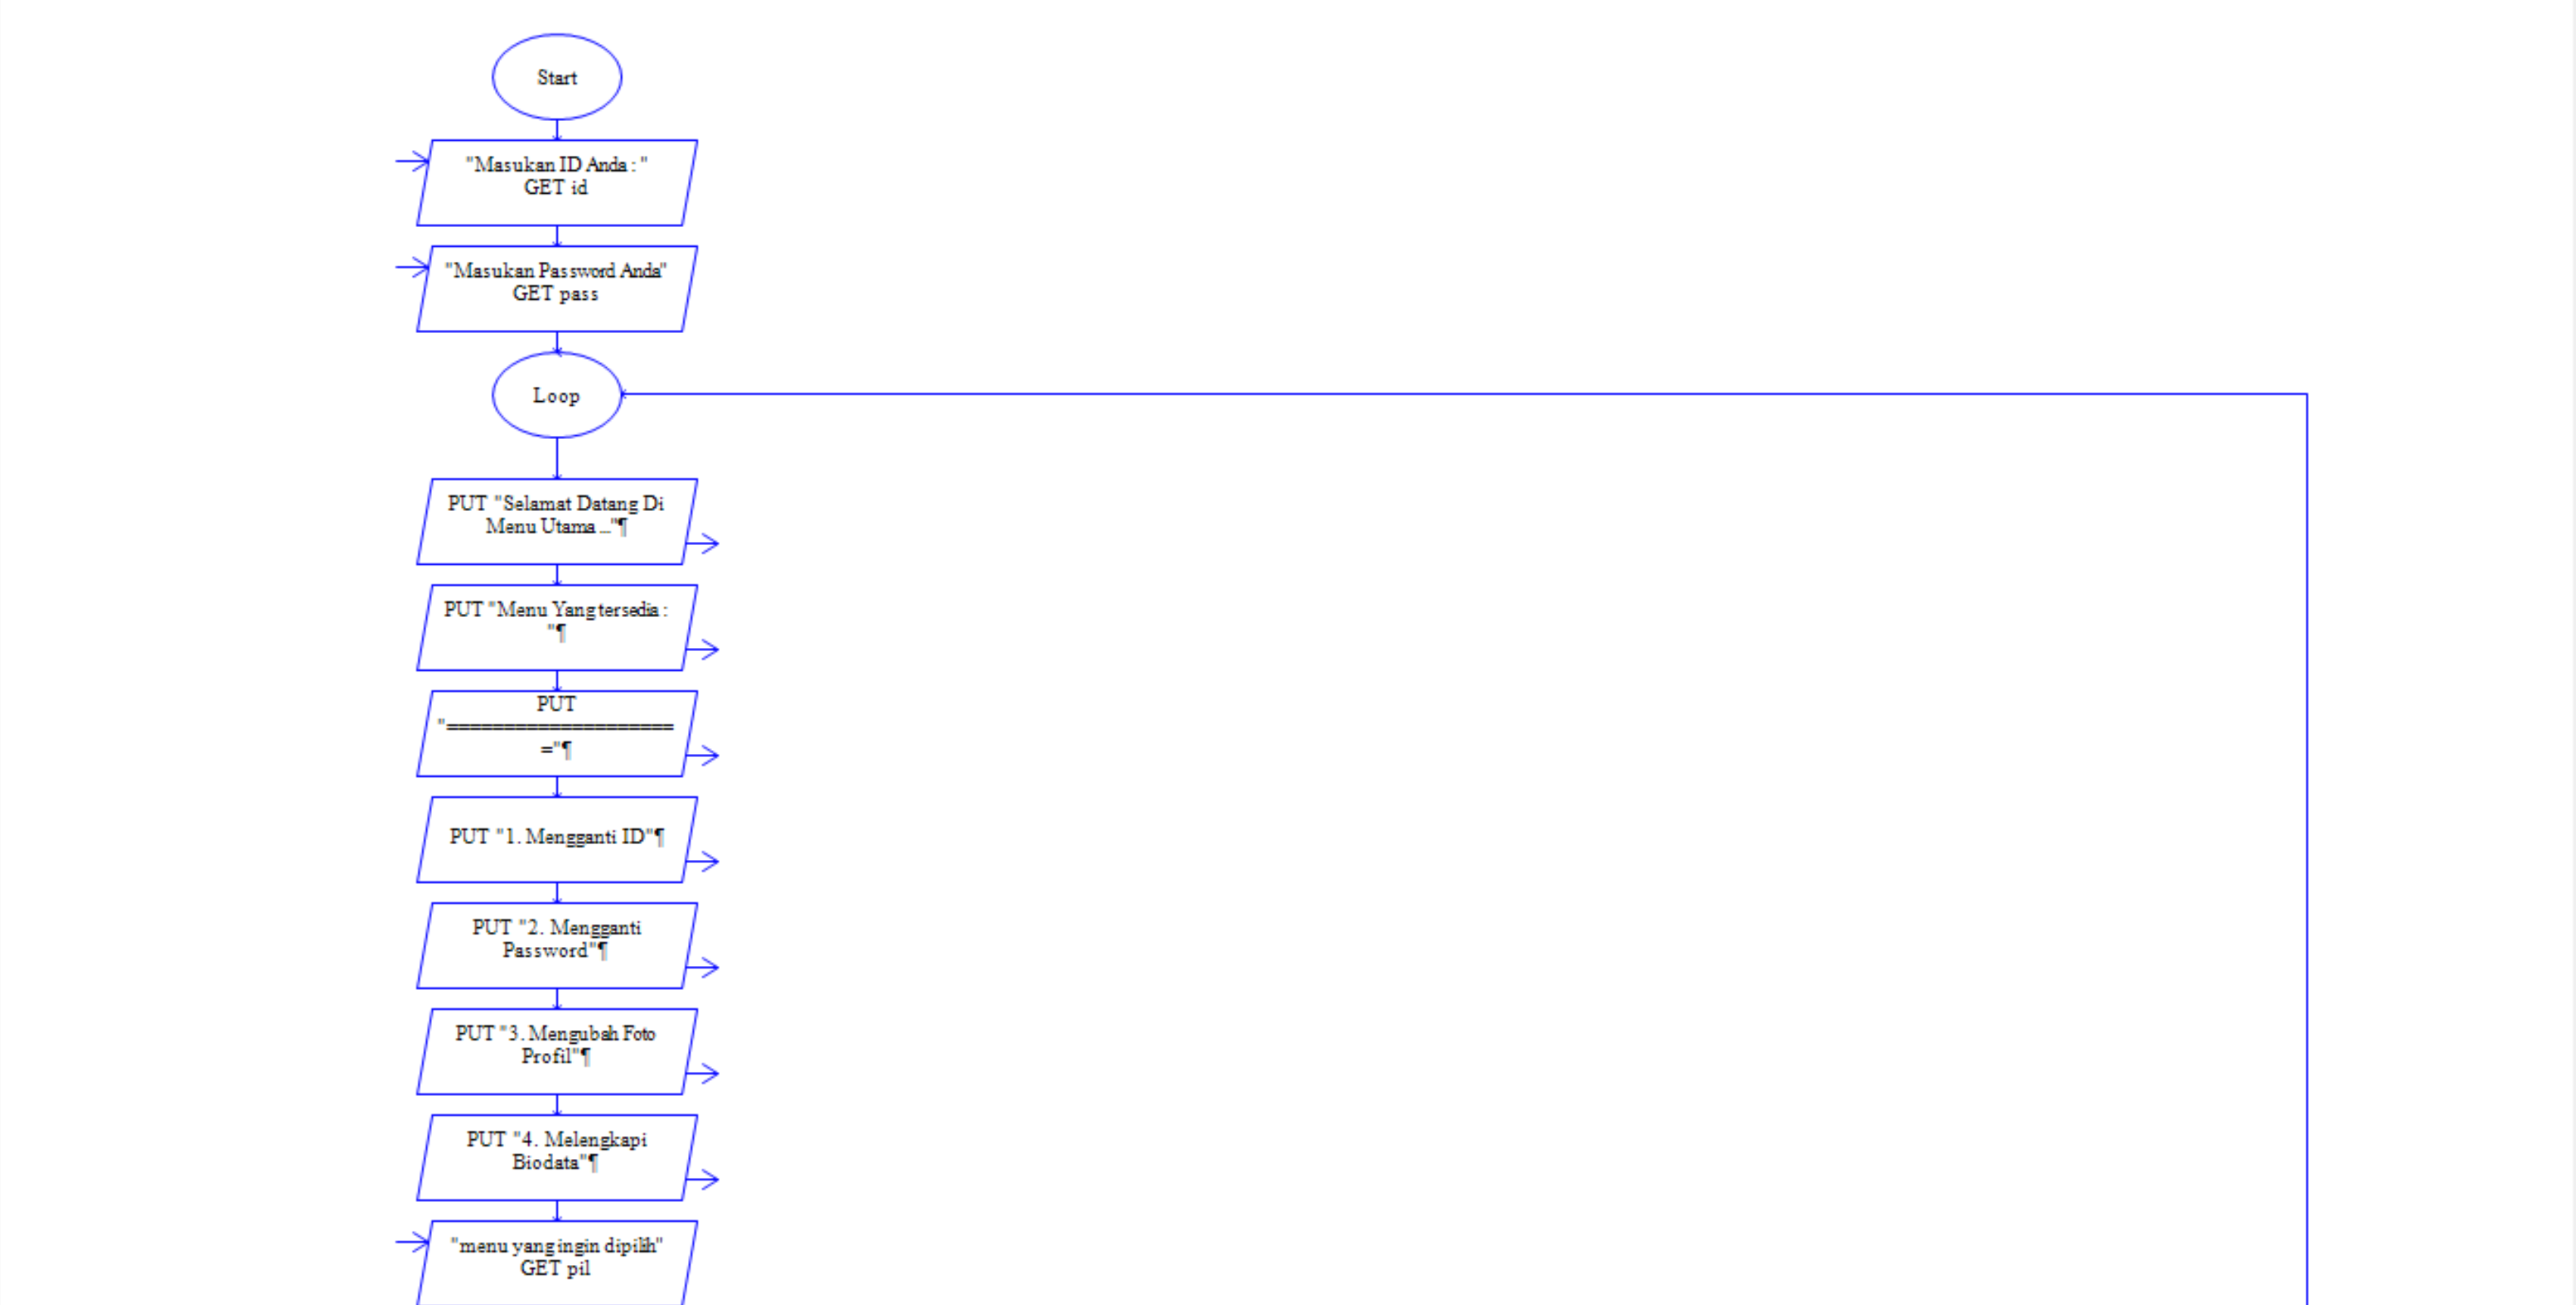 Start
"Masukan ID Anda : "
GET id
"Masukan Password Anda"
GET pass
Loop
PUT "Selamat Datang Di
Menu Utama ..."¶
PUT "Menu Yang tersedia :
"¶
PUT
"====================
="¶
PUT "1. Mengganti ID"¶
PUT "2. Mengganti
Password"¶
PUT "3. Mengubah Foto
Profil"¶
PUT "4. Melengkapi
Biodata"¶
"menu yang ingin dipilih"
GET pil